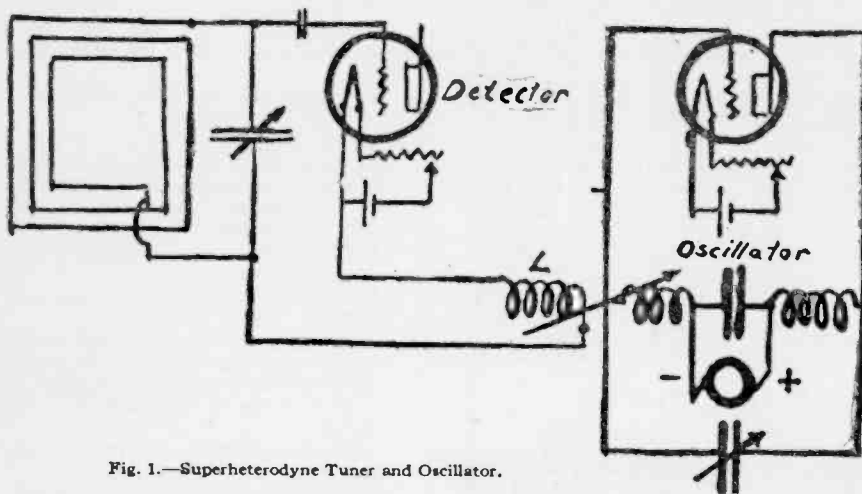 Detector
Oscillator
L
- +
Fig. 1.—Superheterodyne Tuner and Oscillator.